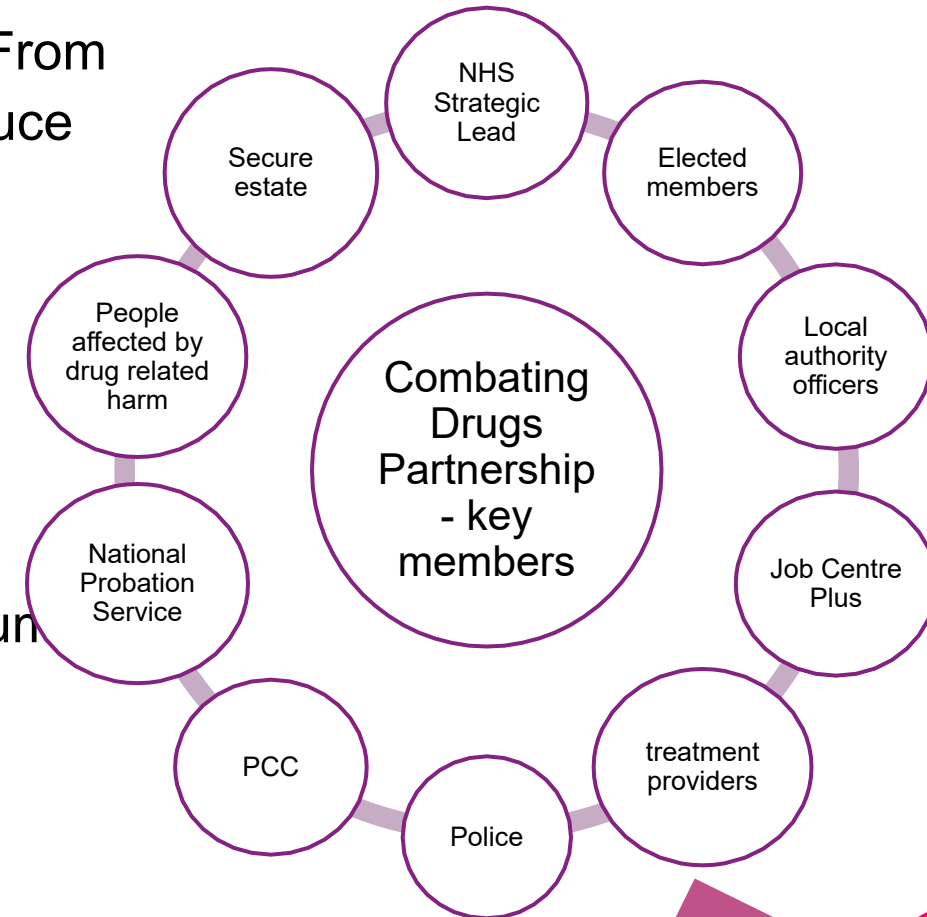 From
uce
un
NHS
Strategic
Lead
Elected
members
Local
authority
officers
Job Centre
Plus
treatment
providers
Police
PCC
National
Probation
Service
People
affected by
drug related
harm
Secure
estate
Combating
Drugs
Partnership
- key
members